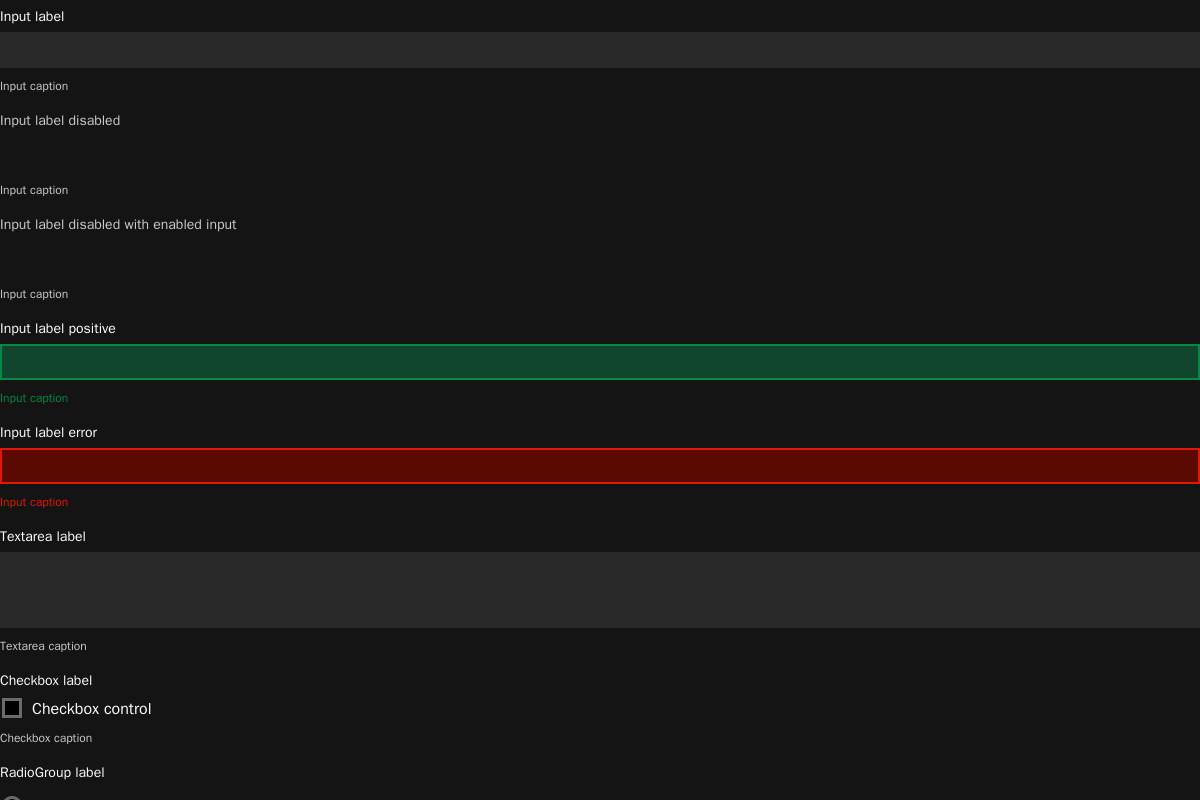 Input label
Input caption
Input label disabled
Input caption
Input label disabled with enabled input
Input caption
Input label positive
Input caption
Input label error
Input caption
Textarea label
Textarea caption
Checkbox label
Checkbox control
Checkbox caption
RadioGroup label